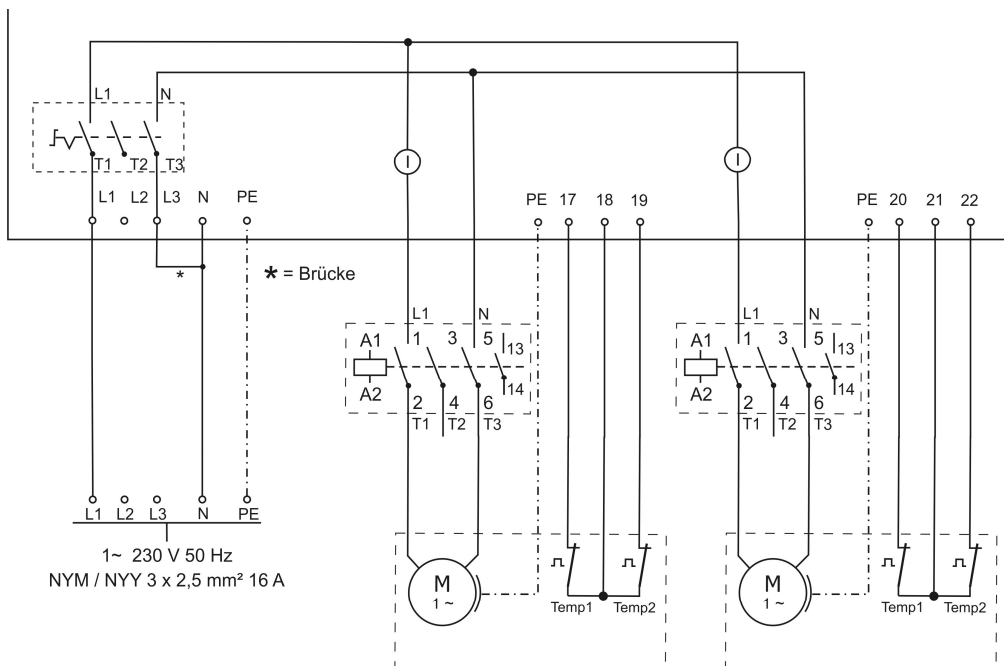 L1 N
T1 T2 T3
L1 L2 L3 N PE
* = Brücke
*
L1 L2 L3 N PE
1~ 230 V 50 Hz
NYM / NYY 3 x 2,5 mm² 16 A
I
PE 17 18 19
L1 N
A1 1 3 5 13
A2 2 4 6 14
T1 T2 T3
M
1 ~
Temp1 Temp2
I
PE 20 21 22
L1 N
A1 1 3 5 13
A2 2 4 6 14
T1 T2 T3
M
1 ~
Temp1 Temp2